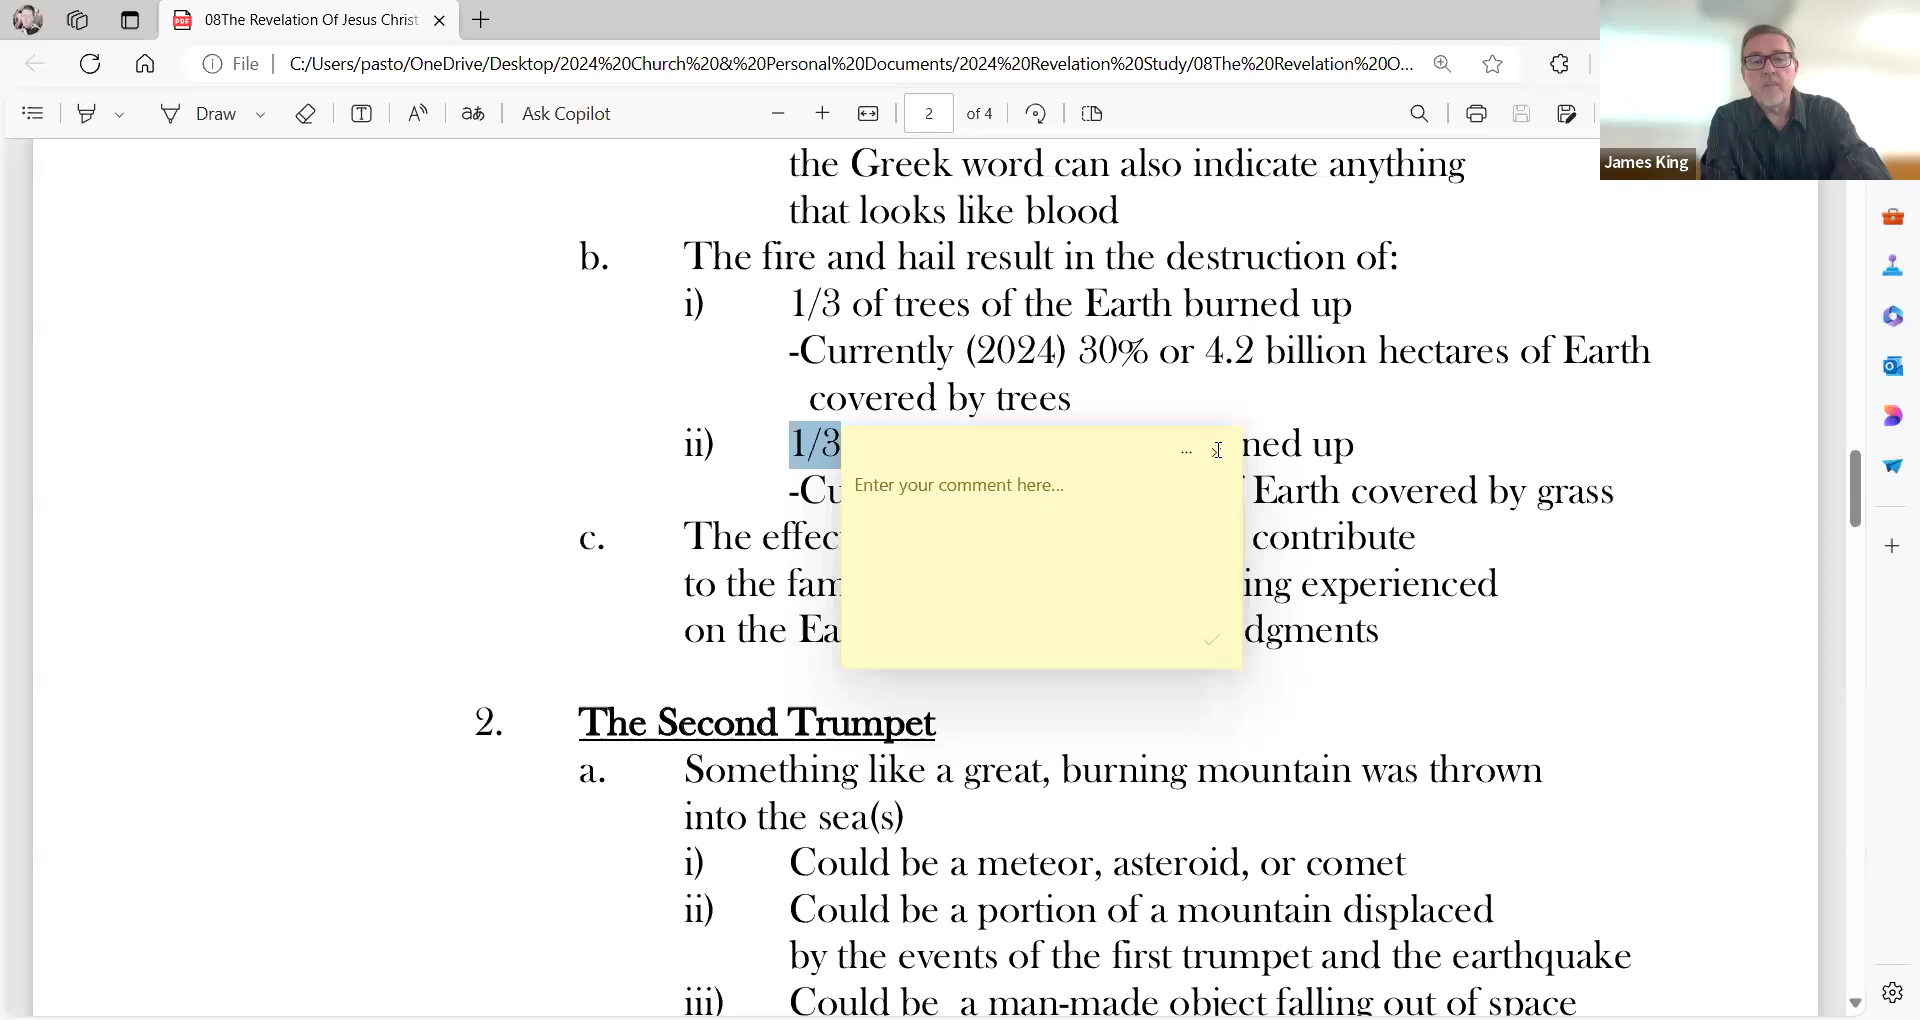 08The Revelation Of Jesus Christ
File
C:/Users/pasto/OneDrive/Desktop/2024%20Church%20&%20Personal%20Documents/2024%20Revelation%20Study/08The%20Revelation%20O...
Draw
aあ
Ask Copilot
2 of 4
James King
the Greek word can also indicate anything
that looks like blood
b. The fire and hail result in the destruction of:
i) 1/3 of trees of the Earth burned up
-Currently (2024) 30% or 4.2 billion hectares of Earth
covered by trees
ii) 1/3 ned up
-Cu Earth covered by grass
Enter your comment here...
c. The effec contribute
to the fam ing experienced
on the Ea dgments
2. The Second Trumpet
a. Something like a great, burning mountain was thrown
into the sea(s)
i) Could be a meteor, asteroid, or comet
ii) Could be a portion of a mountain displaced
by the events of the first trumpet and the earthquake
iii) Could be a man-made object falling out of space